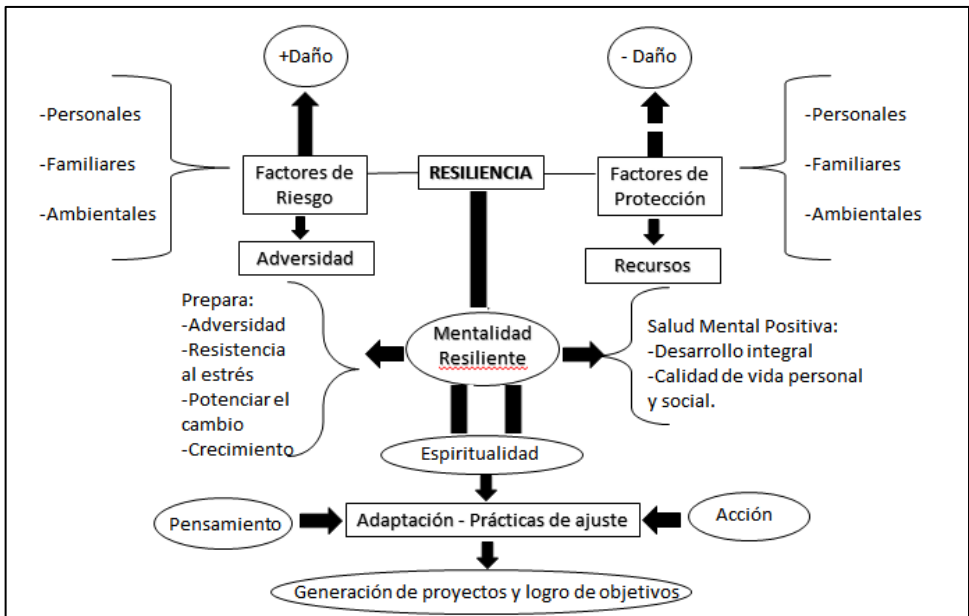 +Daño
- Daño
-Personales
-Familiares
-Ambientales
Factores de
Riesgo
RESILIENCIA
Factores de
Protección
-Personales
-Familiares
-Ambientales
Adversidad
Recursos
Prepara:
-Adversidad
-Resistencia
al estrés
-Potenciar el
cambio
-Crecimiento
Mentalidad
Resiliente
Salud Mental Positiva:
-Desarrollo integral
-Calidad de vida personal
y social.
Espiritualidad
Pensamiento
Adaptación - Prácticas de ajuste
Acción
Generación de proyectos y logro de objetivos